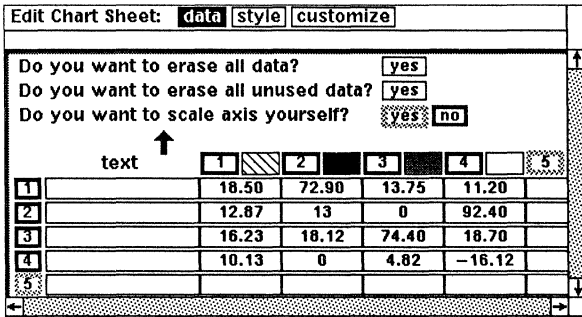 Edit Chart Sheet: data style customize
Do you want to erase all data? yes
Do you want to erase all unused data? yes
Do you want to scale axis yourself? yes no
text 1 2 3 4 5
1 18.50 72.90 13.75 11.20
2 12.87 13 0 92.40
3 16.23 18.12 74.40 18.70
4 10.13 0 4.82 −16.12
5